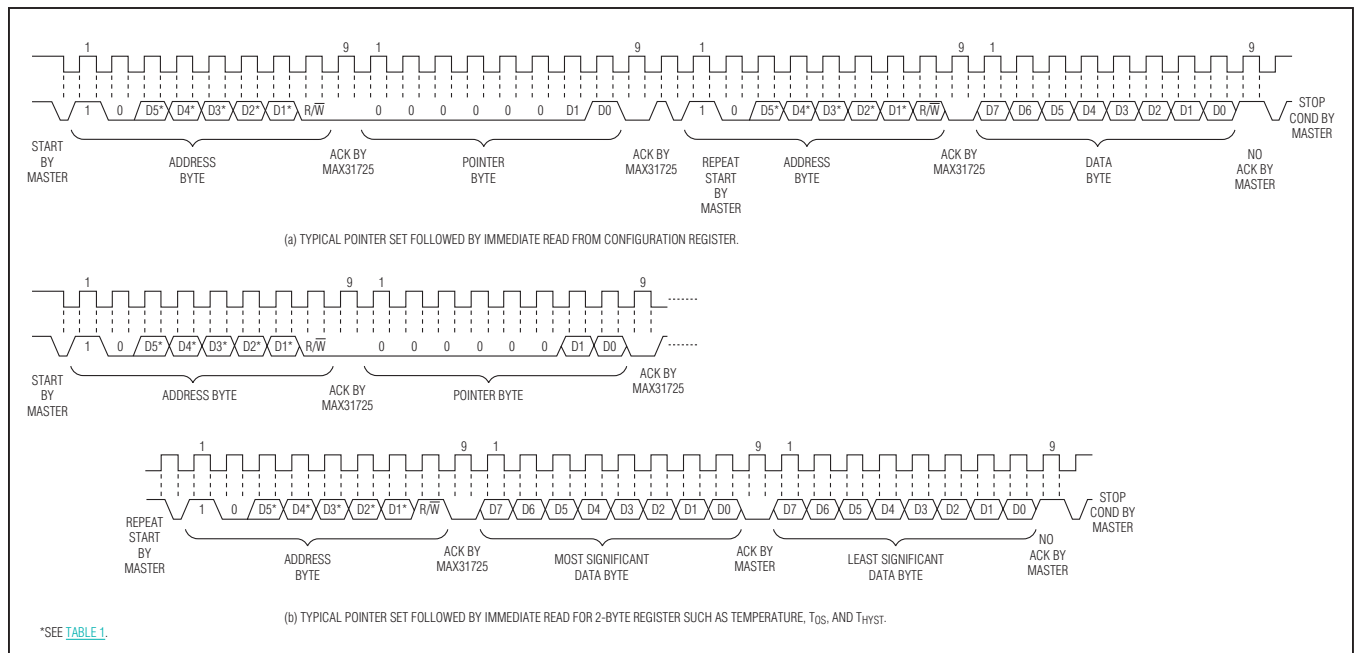 1 9 1 9 1 9 1 9
1 0 D5* D4* D3* D2* D1* R/W̅ 0 0 0 0 0 0 D1 D0 1 0 D5* D4* D3* D2* D1* R/W̅ D7 D6 D5 D4 D3 D2 D1 D0
STOP
COND BY
MASTER
START
BY
MASTER
ADDRESS
BYTE
ACK BY
MAX31725
POINTER
BYTE
ACK BY
MAX31725
REPEAT
START
BY
MASTER
ADDRESS
BYTE
ACK BY
MAX31725
DATA
BYTE
NO
ACK BY
MASTER
(a) TYPICAL POINTER SET FOLLOWED BY IMMEDIATE READ FROM CONFIGURATION REGISTER.
1 9 1 9
1 0 D5* D4* D3* D2* D1* R/W̅ 0 0 0 0 0 0 D1 D0
START
BY
MASTER
ADDRESS BYTE
ACK BY
MAX31725
POINTER BYTE
ACK BY
MAX31725
1 9 1 9 1 9
1 0 D5* D4* D3* D2* D1* R/W̅ D7 D6 D5 D4 D3 D2 D1 D0 D7 D6 D5 D4 D3 D2 D1 D0
STOP
COND BY
MASTER
REPEAT
START
BY
MASTER
ADDRESS
BYTE
ACK BY
MAX31725
MOST SIGNIFICANT
DATA BYTE
ACK BY
MASTER
LEAST SIGNIFICANT
DATA BYTE
NO
ACK BY
MASTER
(b) TYPICAL POINTER SET FOLLOWED BY IMMEDIATE READ FOR 2-BYTE REGISTER SUCH AS TEMPERATURE, TOS, AND THYST.
*SEE TABLE 1.